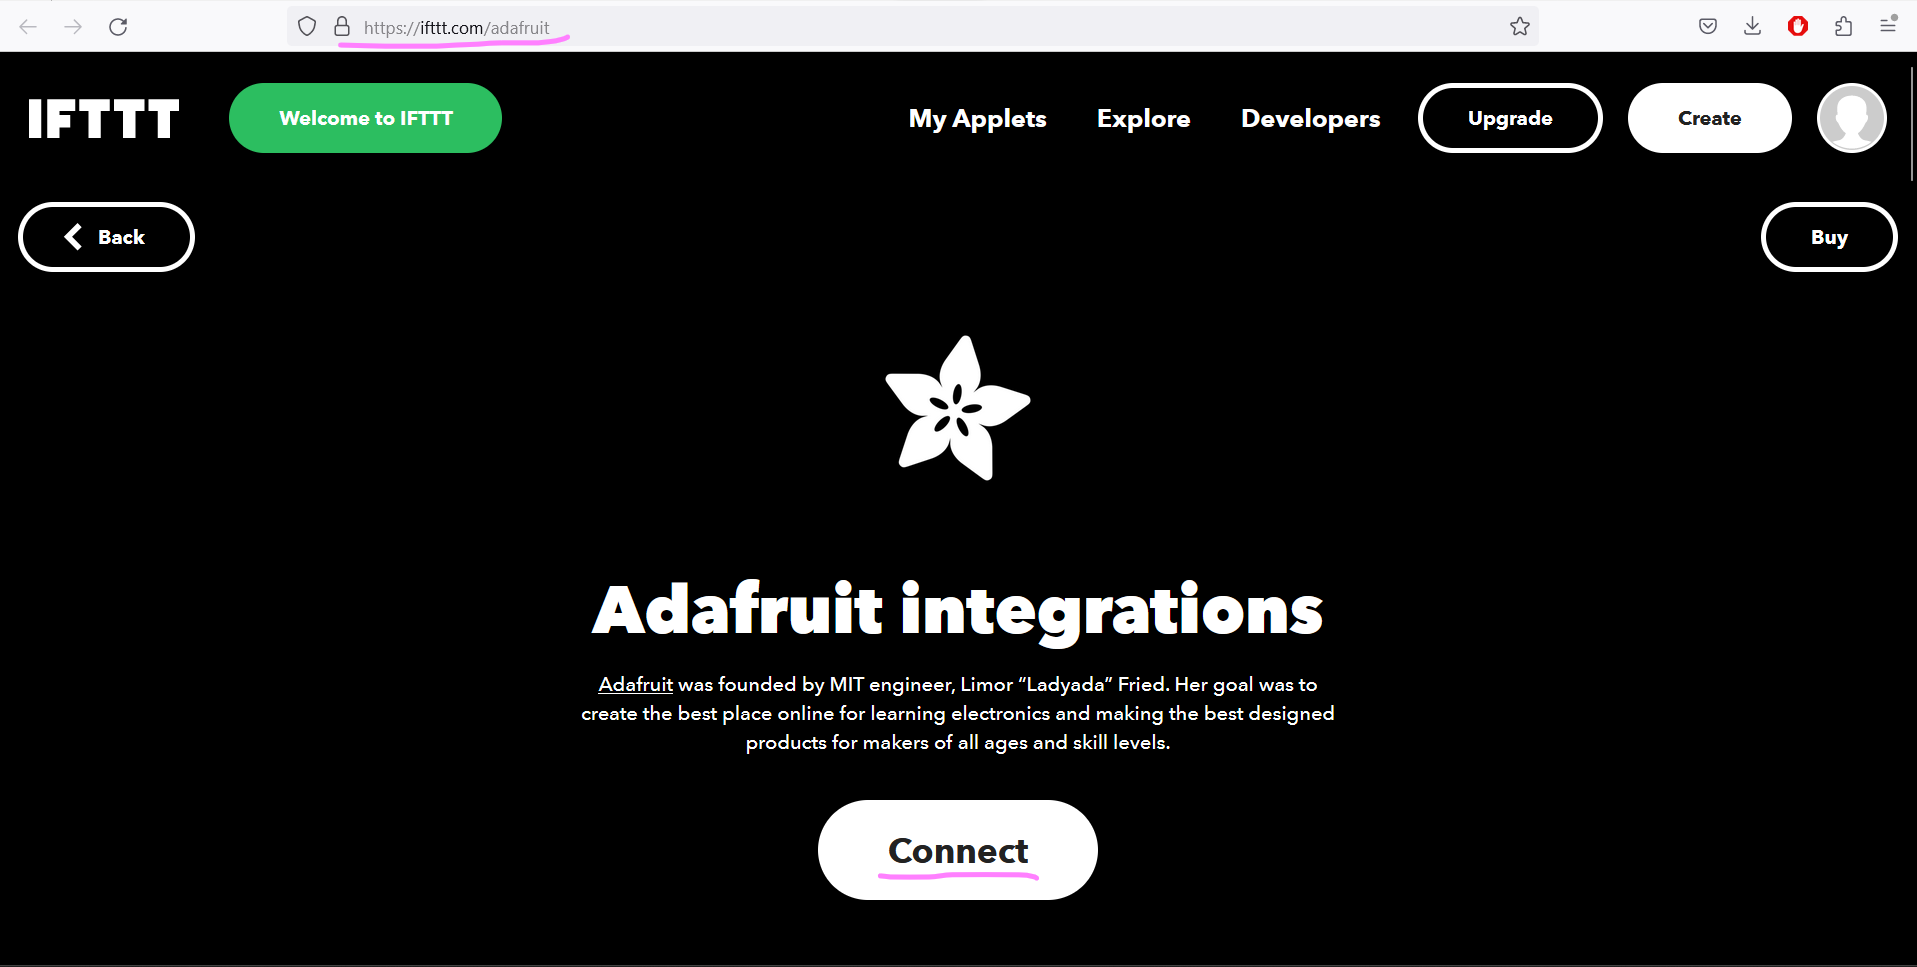 https://ifttt.com/adafruit
IFTTT
Welcome to IFTTT
My Applets
Explore
Developers
Upgrade
Create
Back
Buy
Adafruit integrations
Adafruit was founded by MIT engineer, Limor “Ladyada” Fried. Her goal was to
create the best place online for learning electronics and making the best designed
products for makers of all ages and skill levels.
Connect